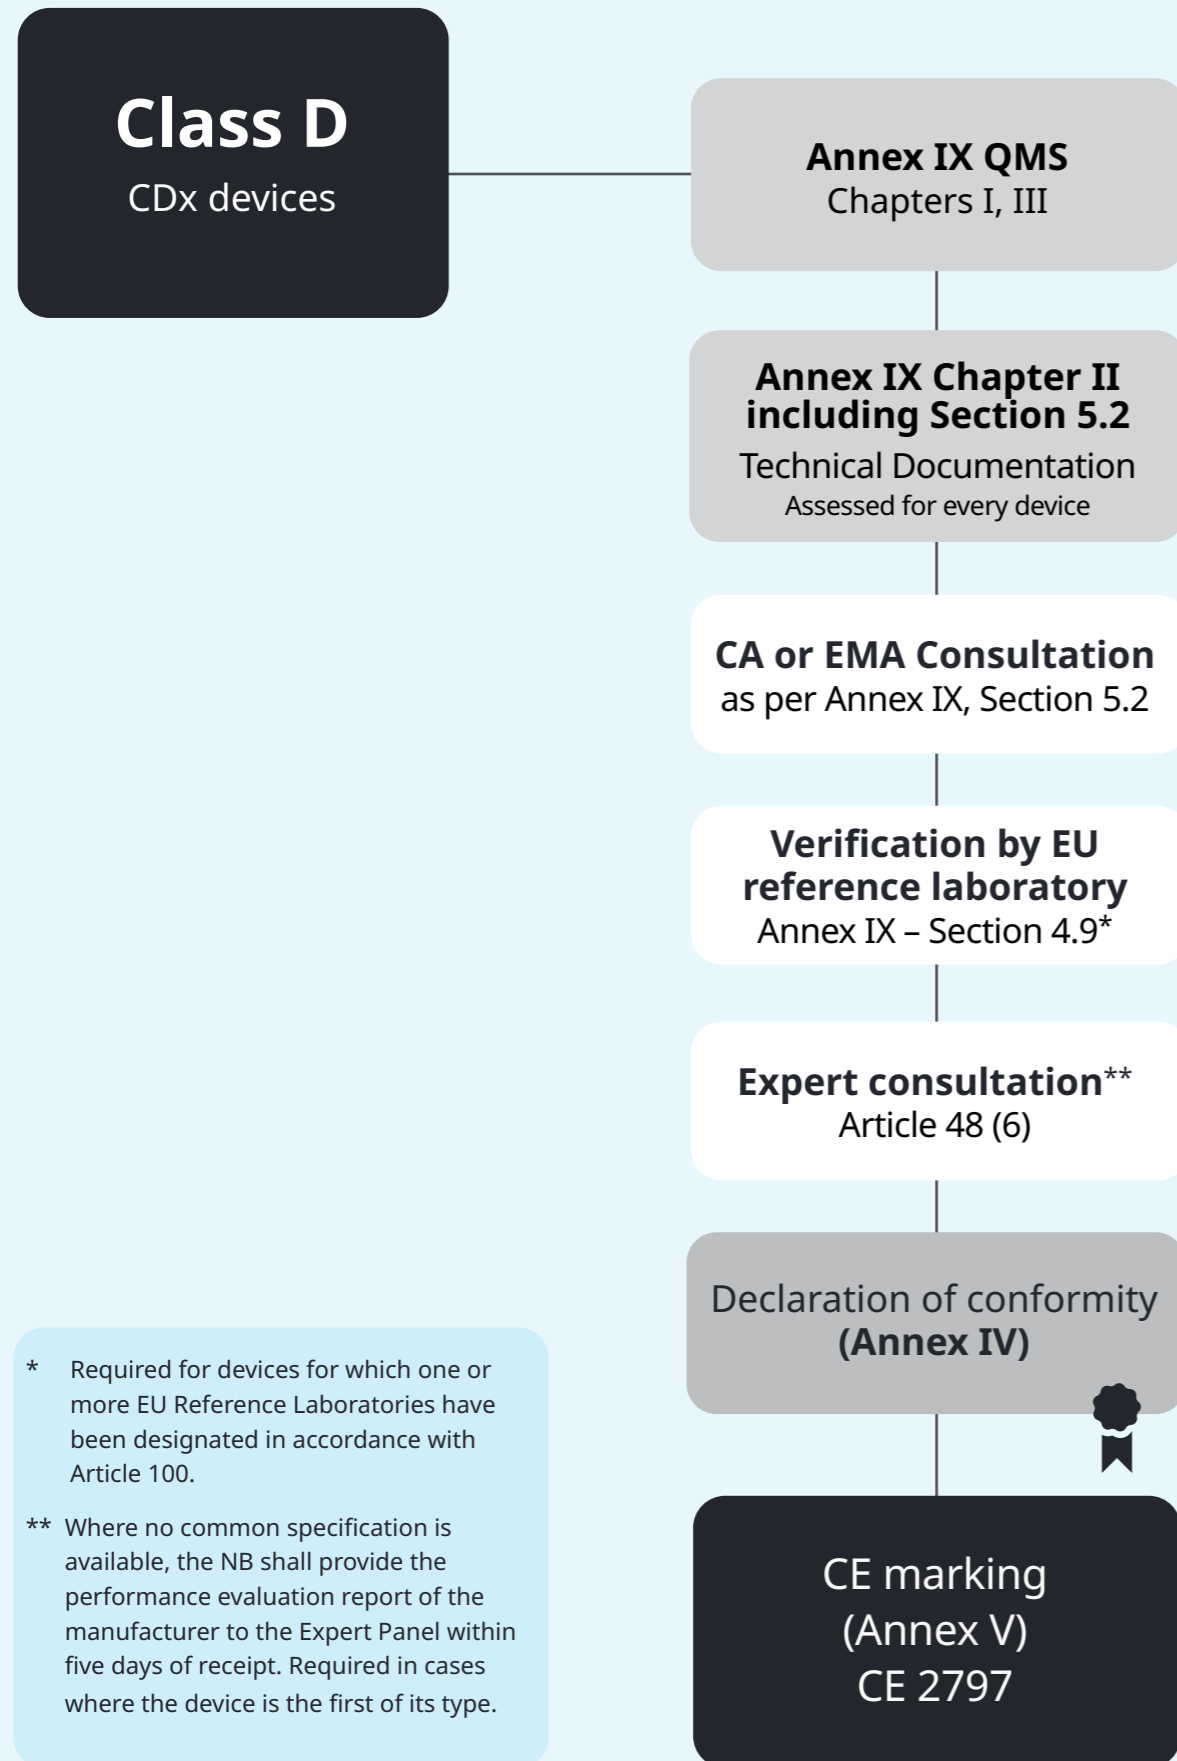 Class D
CDx devices
Annex IX QMS
Chapters I, III
Annex IX Chapter II
including Section 5.2
Technical Documentation
Assessed for every device
CA or EMA Consultation
as per Annex IX, Section 5.2
Verification by EU
reference laboratory
Annex IX – Section 4.9*
Expert consultation**
Article 48 (6)
Declaration of conformity
(Annex IV)
* Required for devices for which one or
more EU Reference Laboratories have
been designated in accordance with
Article 100.
** Where no common specification is
available, the NB shall provide the
performance evaluation report of the
manufacturer to the Expert Panel within
five days of receipt. Required in cases
where the device is the first of its type.
CE marking
(Annex V)
CE 2797